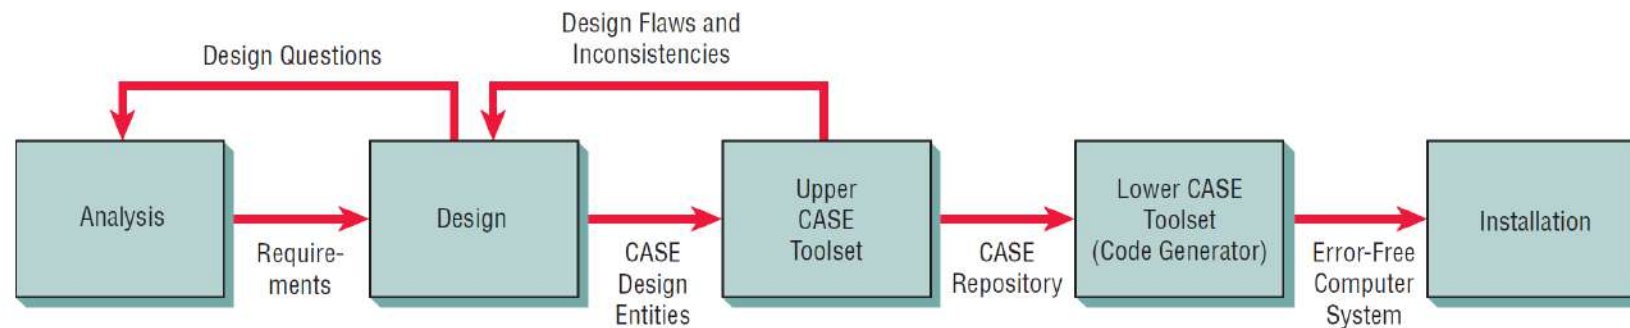 Design Questions
Design Flaws and
Inconsistencies
Analysis
Require-
ments
Design
CASE
Design
Entities
Upper
CASE
Toolset
CASE
Repository
Lower CASE
Toolset
(Code Generator)
Error-Free
Computer
System
Installation